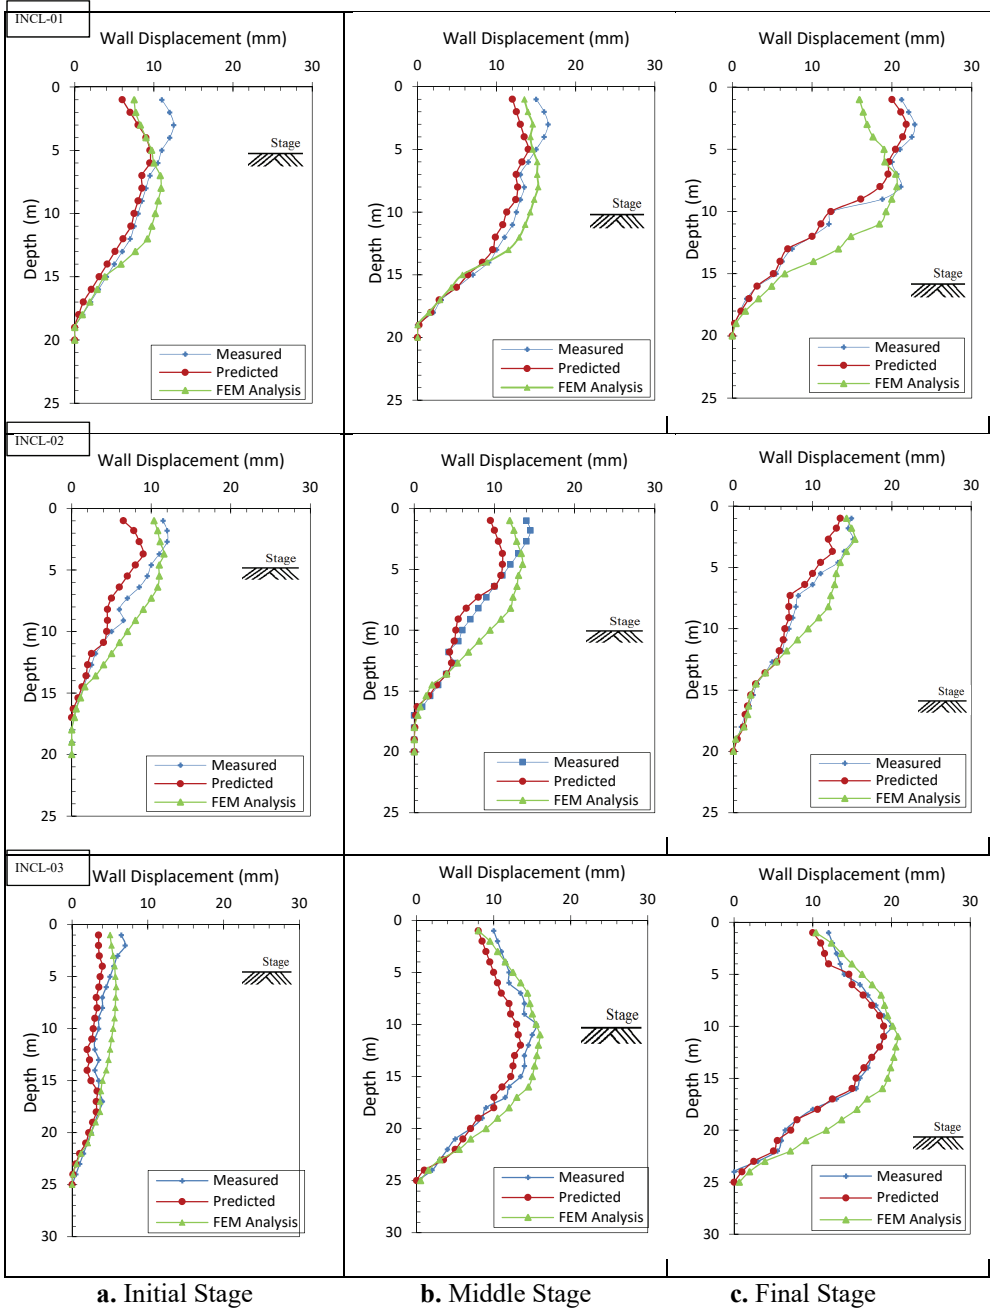 INCL-01
Wall Displacement (mm)
0 10 20 30
0
5
10
15
20
25
Depth (m)
Stage
Measured
Predicted
FEM Analysis
Wall Displacement (mm)
0 10 20 30
0
5
10
15
20
25
Depth (m)
Stage
Measured
Predicted
FEM Analysis
Wall Displacement (mm)
0 10 20 30
0
5
10
15
20
25
Depth (m)
Stage
Measured
Predicted
FEM Analysis
INCL-02
Wall Displacement (mm)
0 10 20 30
0
5
10
15
20
25
Depth (m)
Stage
Measured
Predicted
FEM Analysis
Wall Displacement (mm)
0 10 20 30
0
5
10
15
20
25
Depth (m)
Stage
Measured
Predicted
FEM Analysis
Wall Displacement (mm)
0 10 20 30
0
5
10
15
20
25
Depth (m)
Stage
Measured
Predicted
FEM Analysis
INCL-03
Wall Displacement (mm)
0 10 20 30
0
5
10
15
20
25
30
Depth (m)
Stage
Measured
Predicted
FEM Analysis
Wall Displacement (mm)
0 10 20 30
0
5
10
15
20
25
30
Depth (m)
Stage
Measured
Predicted
FEM Analysis
Wall Displacement (mm)
0 10 20 30
0
5
10
15
20
25
30
Depth (m)
Stage
Measured
Predicted
FEM Analysis
a. Initial Stage
b. Middle Stage
c. Final Stage